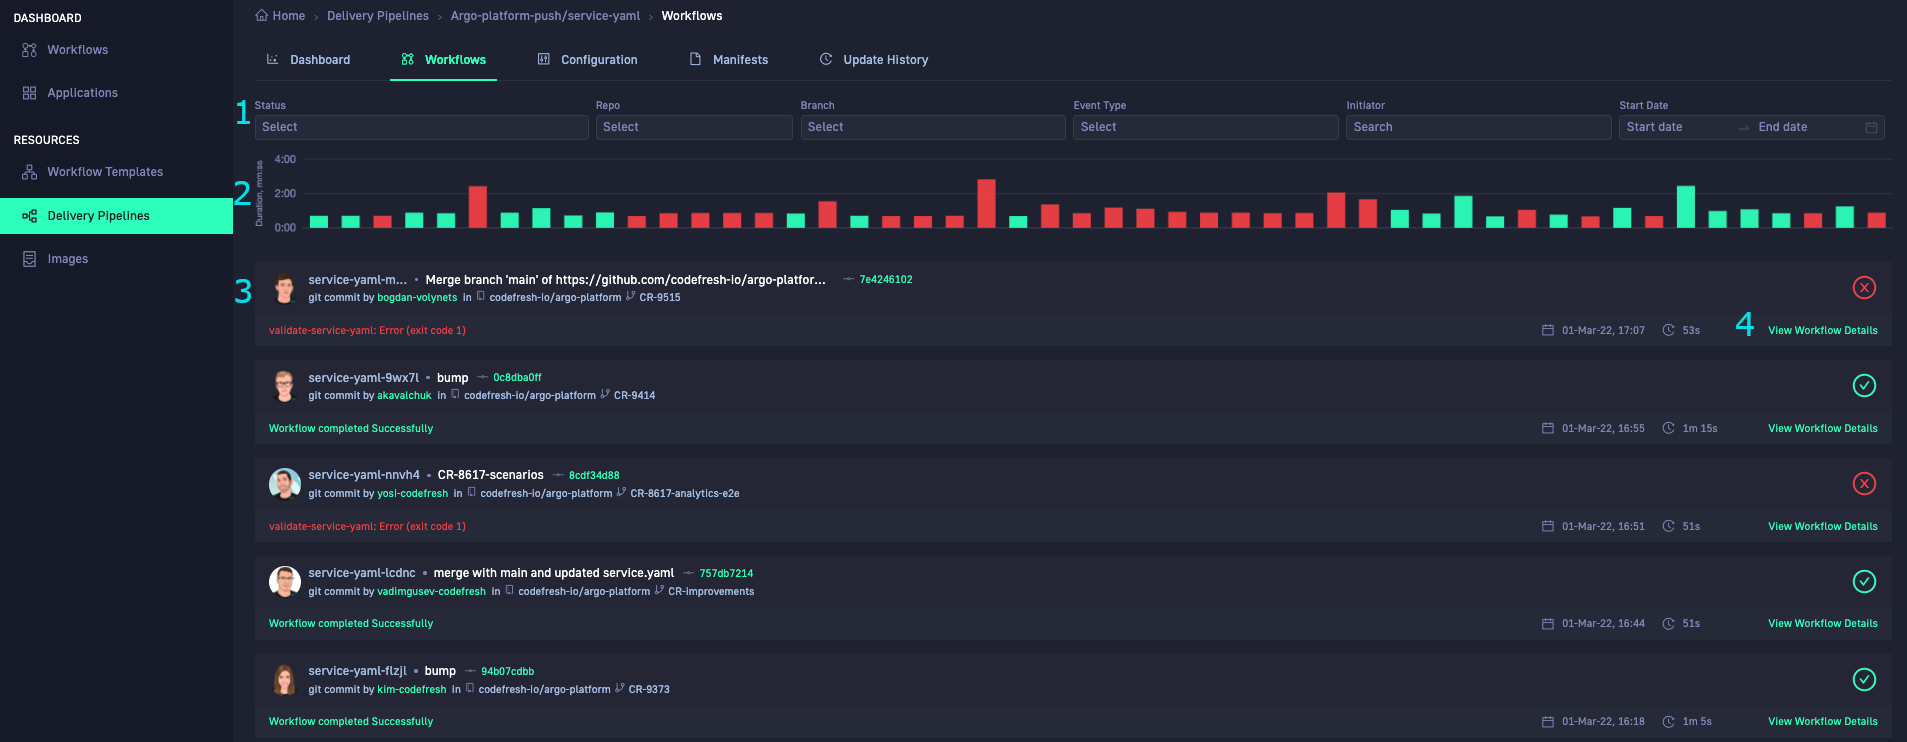 DASHBOARD
Workflows
Applications
RESOURCES
Workflow Templates
Delivery Pipelines
Images
Home › Delivery Pipelines › Argo-platform-push/service-yaml › Workflows
Dashboard Workflows Configuration Manifests Update History
1
Status Repo Branch Event Type Initiator Start Date
Select Select Select Select Search Start date → End date
2
Duration, mm:ss
4:00
2:00
0:00
3
service-yaml-m... • Merge branch 'main' of https://github.com/codefresh-io/argo-platfor... 7e4246102
git commit by bogdan-volynets in codefresh-io/argo-platform CR-9515
validate-service-yaml: Error (exit code 1) 01-Mar-22, 17:07 53s 4 View Workflow Details
service-yaml-9wx7l • bump 0c8dba0ff
git commit by akavalchuk in codefresh-io/argo-platform CR-9414
Workflow completed Successfully 01-Mar-22, 16:55 1m 15s View Workflow Details
service-yaml-nnvh4 • CR-8617-scenarios 8cdf34d88
git commit by yosi-codefresh in codefresh-io/argo-platform CR-8617-analytics-e2e
validate-service-yaml: Error (exit code 1) 01-Mar-22, 16:51 51s View Workflow Details
service-yaml-lcdnc • merge with main and updated service.yaml 757db7214
git commit by vadimgusev-codefresh in codefresh-io/argo-platform CR-improvements
Workflow completed Successfully 01-Mar-22, 16:44 51s View Workflow Details
service-yaml-flzjl • bump 94b07cdbb
git commit by kim-codefresh in codefresh-io/argo-platform CR-9373
Workflow completed Successfully 01-Mar-22, 16:18 1m 5s View Workflow Details